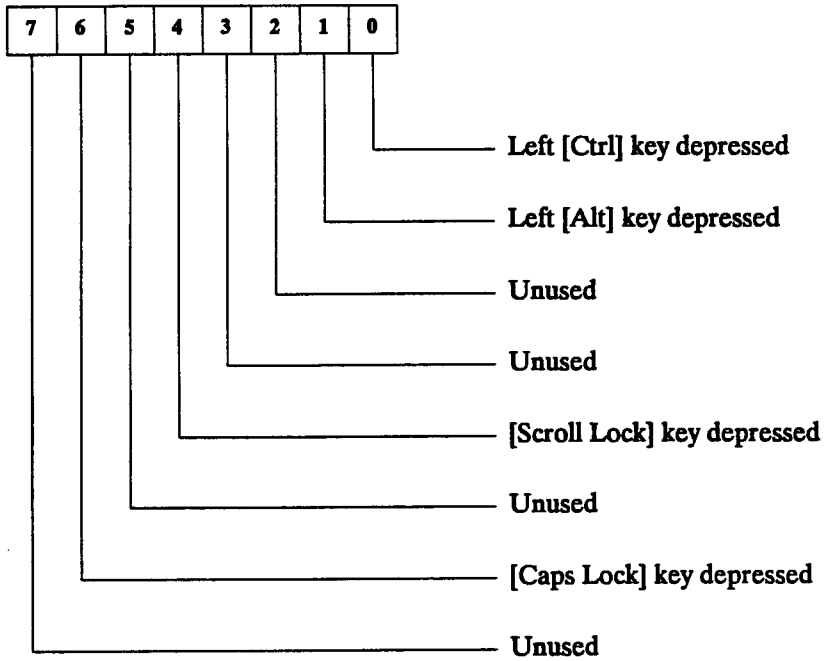 7 6 5 4 3 2 1 0
Left [Ctrl] key depressed
Left [Alt] key depressed
Unused
Unused
[Scroll Lock] key depressed
Unused
[Caps Lock] key depressed
Unused